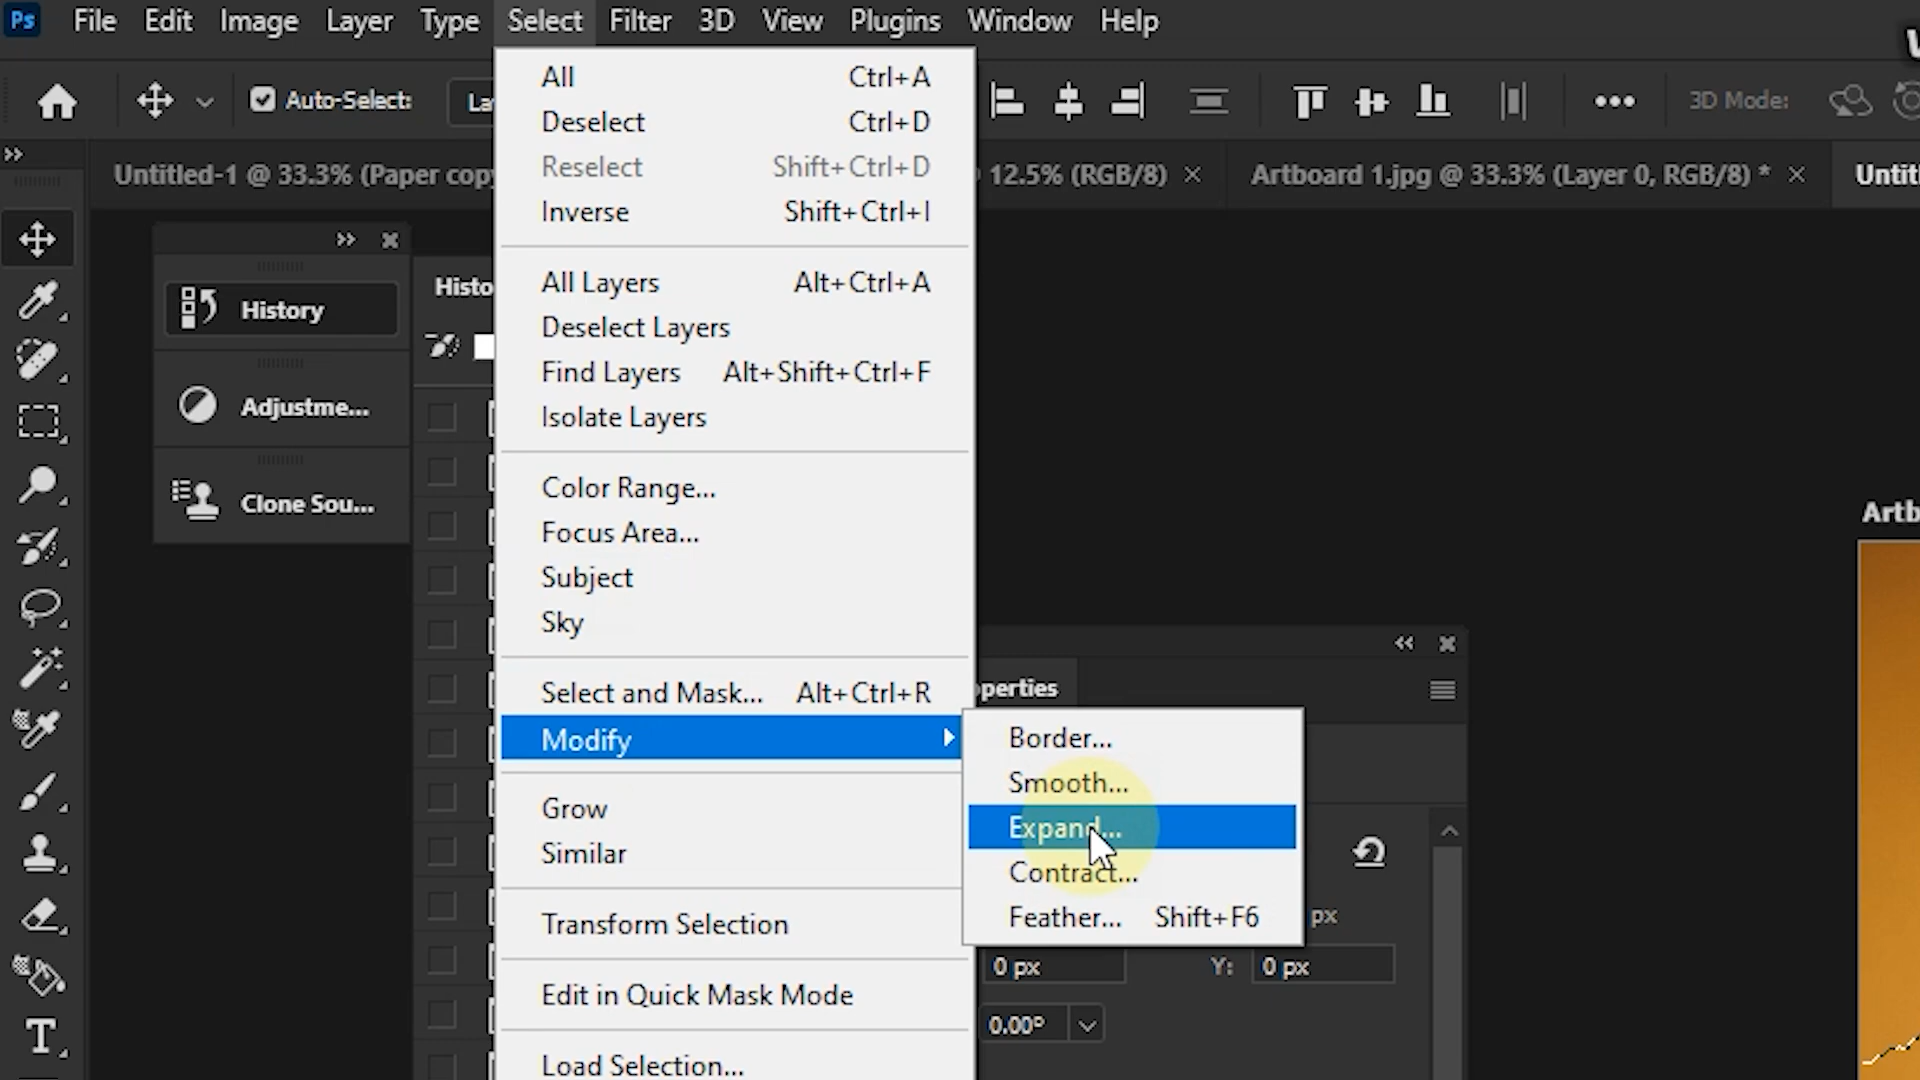 Ps File Edit Image Layer Type Select Filter 3D View Plugins Window Help
Auto-Select:
3D Mode:
Untitled-1 @ 33.3% (Paper cop
12.5% (RGB/8) ×
Artboard 1.jpg @ 33.3% (Layer 0, RGB/8) * ×
Untitl
All Ctrl+A
Deselect Ctrl+D
Reselect Shift+Ctrl+D
Inverse Shift+Ctrl+I
All Layers Alt+Ctrl+A
Deselect Layers
Find Layers Alt+Shift+Ctrl+F
Isolate Layers
Color Range...
Focus Area...
Subject
Sky
Select and Mask... Alt+Ctrl+R
Modify
Grow
Similar
Transform Selection
Edit in Quick Mask Mode
Load Selection...
Border...
Smooth...
Expand...
Contract...
Feather... Shift+F6
History
Adjustme...
Clone Sou...
Histo
Artb
operties
px
0 px Y: 0 px
0.00°